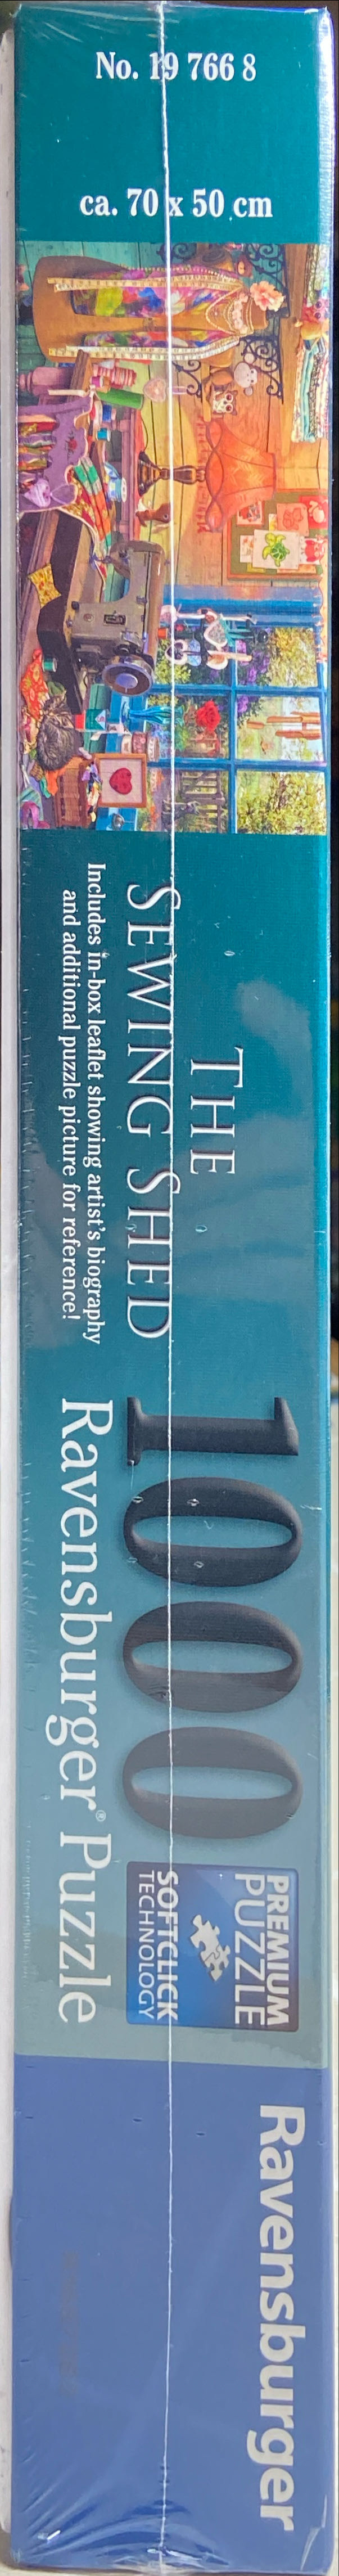 No. 19 766 8
ca. 70 x 50 cm
THE
SEWING SHED
Includes in-box leaflet showing artist's biography
and additional puzzle picture for reference!
1000
Ravensburger® Puzzle
PREMIUM
PUZZLE
SOFTCLICK
TECHNOLOGY
Ravensburger